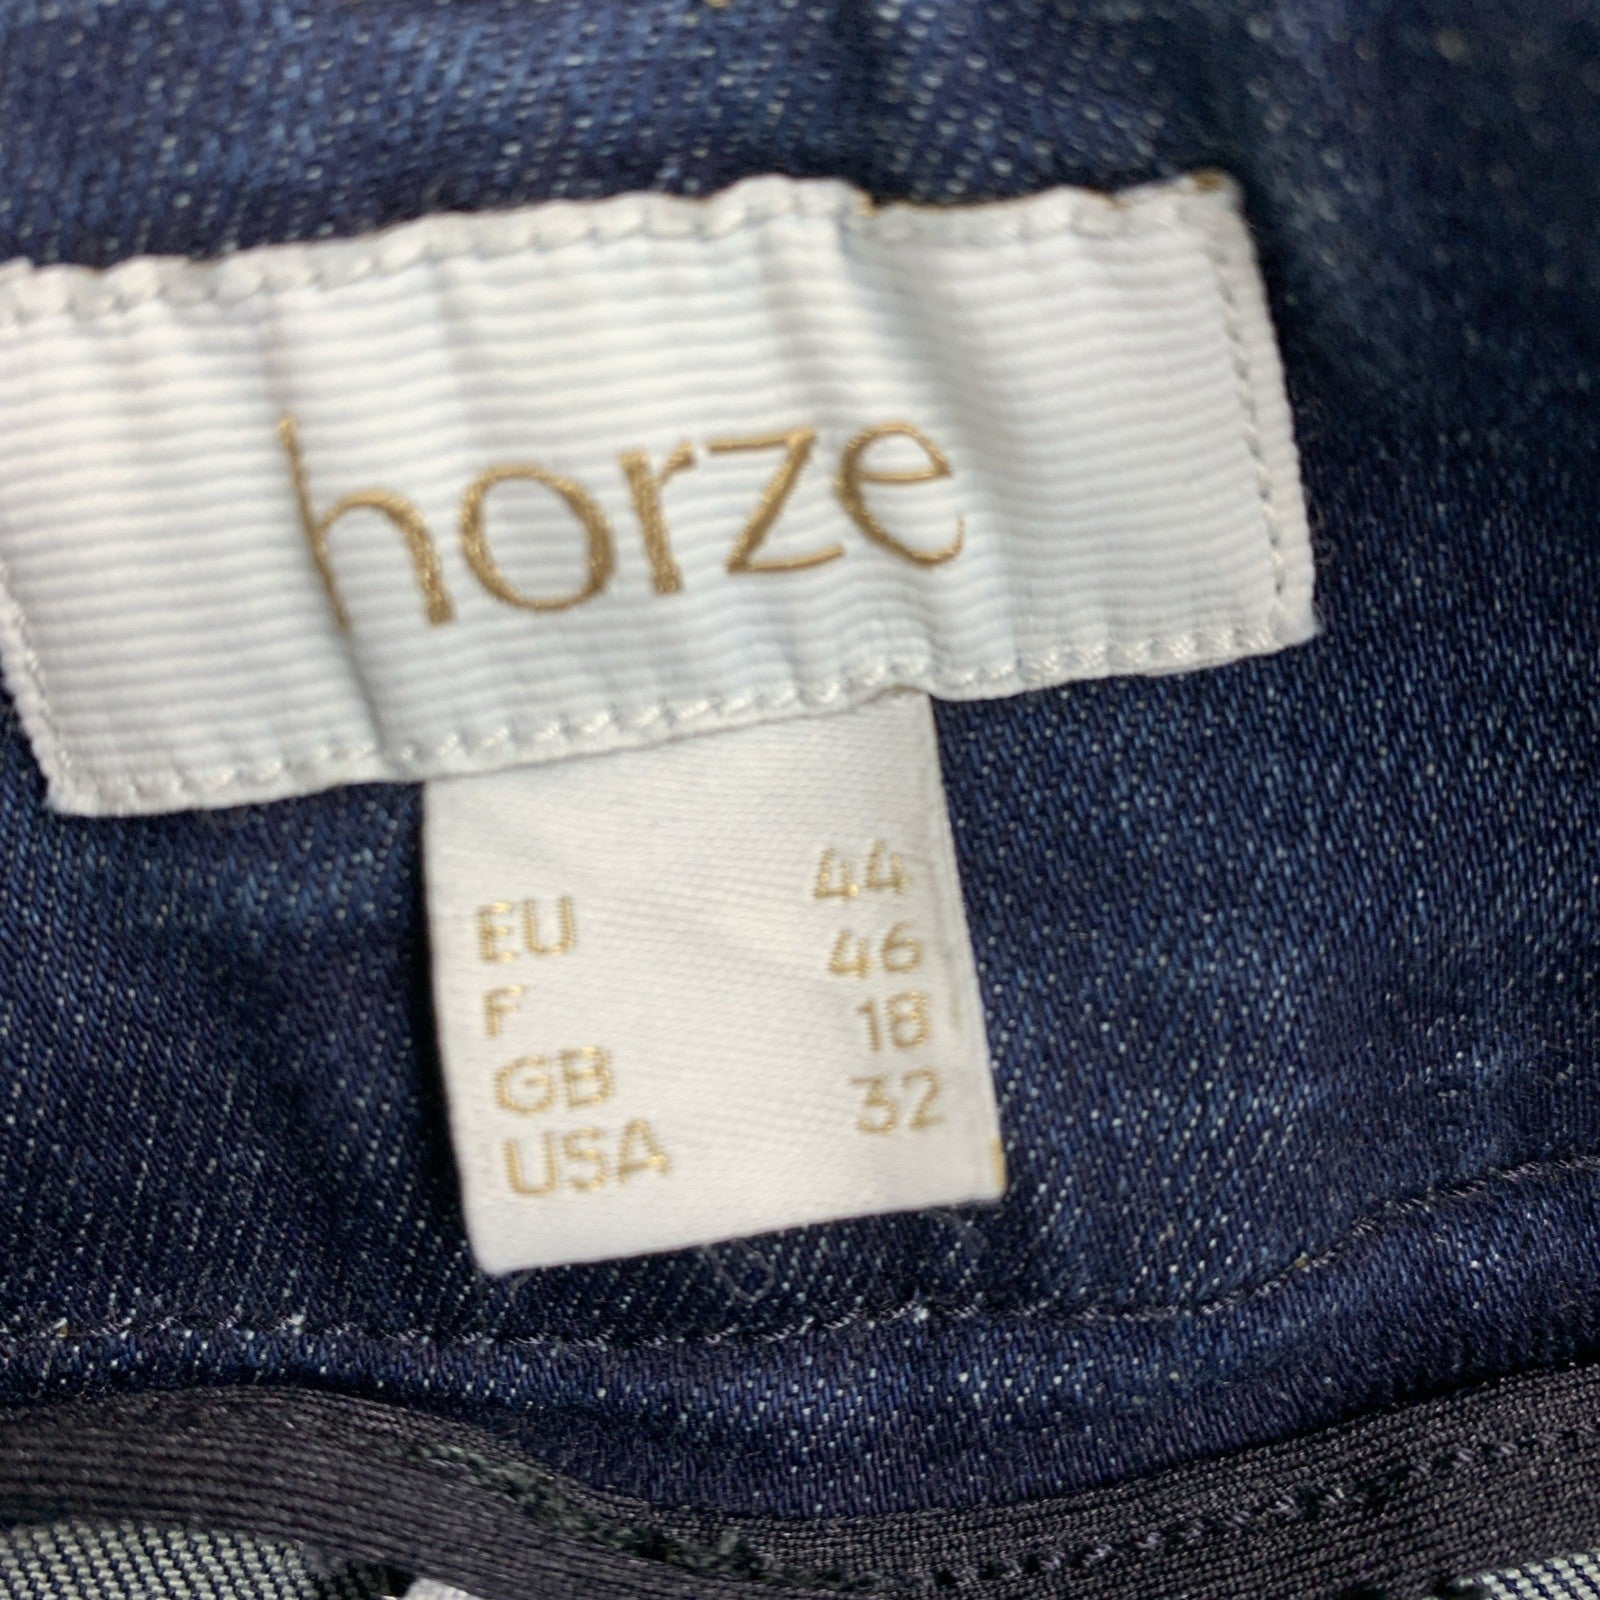 horze
EU 44
F 46
GB 18
USA 32